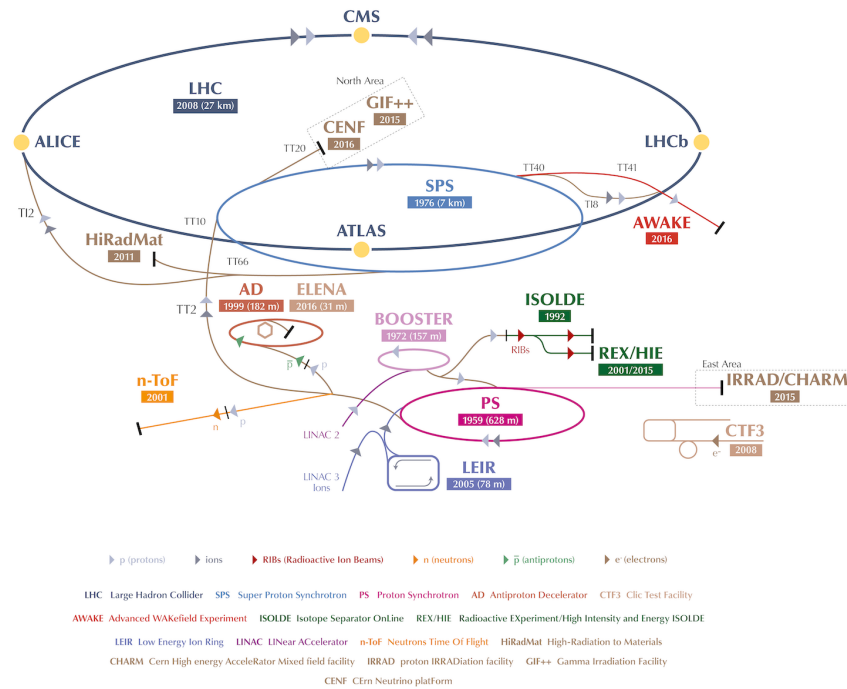 CMS
North Area
LHC
2008 (27 km)
GIF++
2015
CENF
2016
ALICE
LHCb
TT20
TT40
TT41
SPS
1976 (7 km)
TI2
TI8
TT10
AWAKE
2016
HiRadMat
2011
ATLAS
TT66
AD
1999 (182 m)
ELENA
2016 (31 m)
ISOLDE
1992
TT2
BOOSTER
1972 (157 m)
RIBs
REX/HIE
2001/2015
p̅
p
East Area
n-ToF
2001
IRRAD/CHARM
2015
PS
1959 (628 m)
n
p
LINAC 2
CTF3
2008
e-
LEIR
2005 (78 m)
LINAC 3
Ions
p (protons) ions RIBs (Radioactive Ion Beams) n (neutrons) p̅ (antiprotons) e- (electrons)
LHC Large Hadron Collider SPS Super Proton Synchrotron PS Proton Synchrotron AD Antiproton Decelerator CTF3 Clic Test Facility
AWAKE Advanced WAKefield Experiment ISOLDE Isotope Separator OnLine REX/HIE Radioactive EXperiment/High Intensity and Energy ISOLDE
LEIR Low Energy Ion Ring LINAC LINear ACcelerator n-ToF Neutrons Time Of Flight HiRadMat High-Radiation to Materials
CHARM Cern High energy AcceleRator Mixed field facility IRRAD proton IRRADiation facility GIF++ Gamma Irradiation Facility
CENF CErn Neutrino platForm